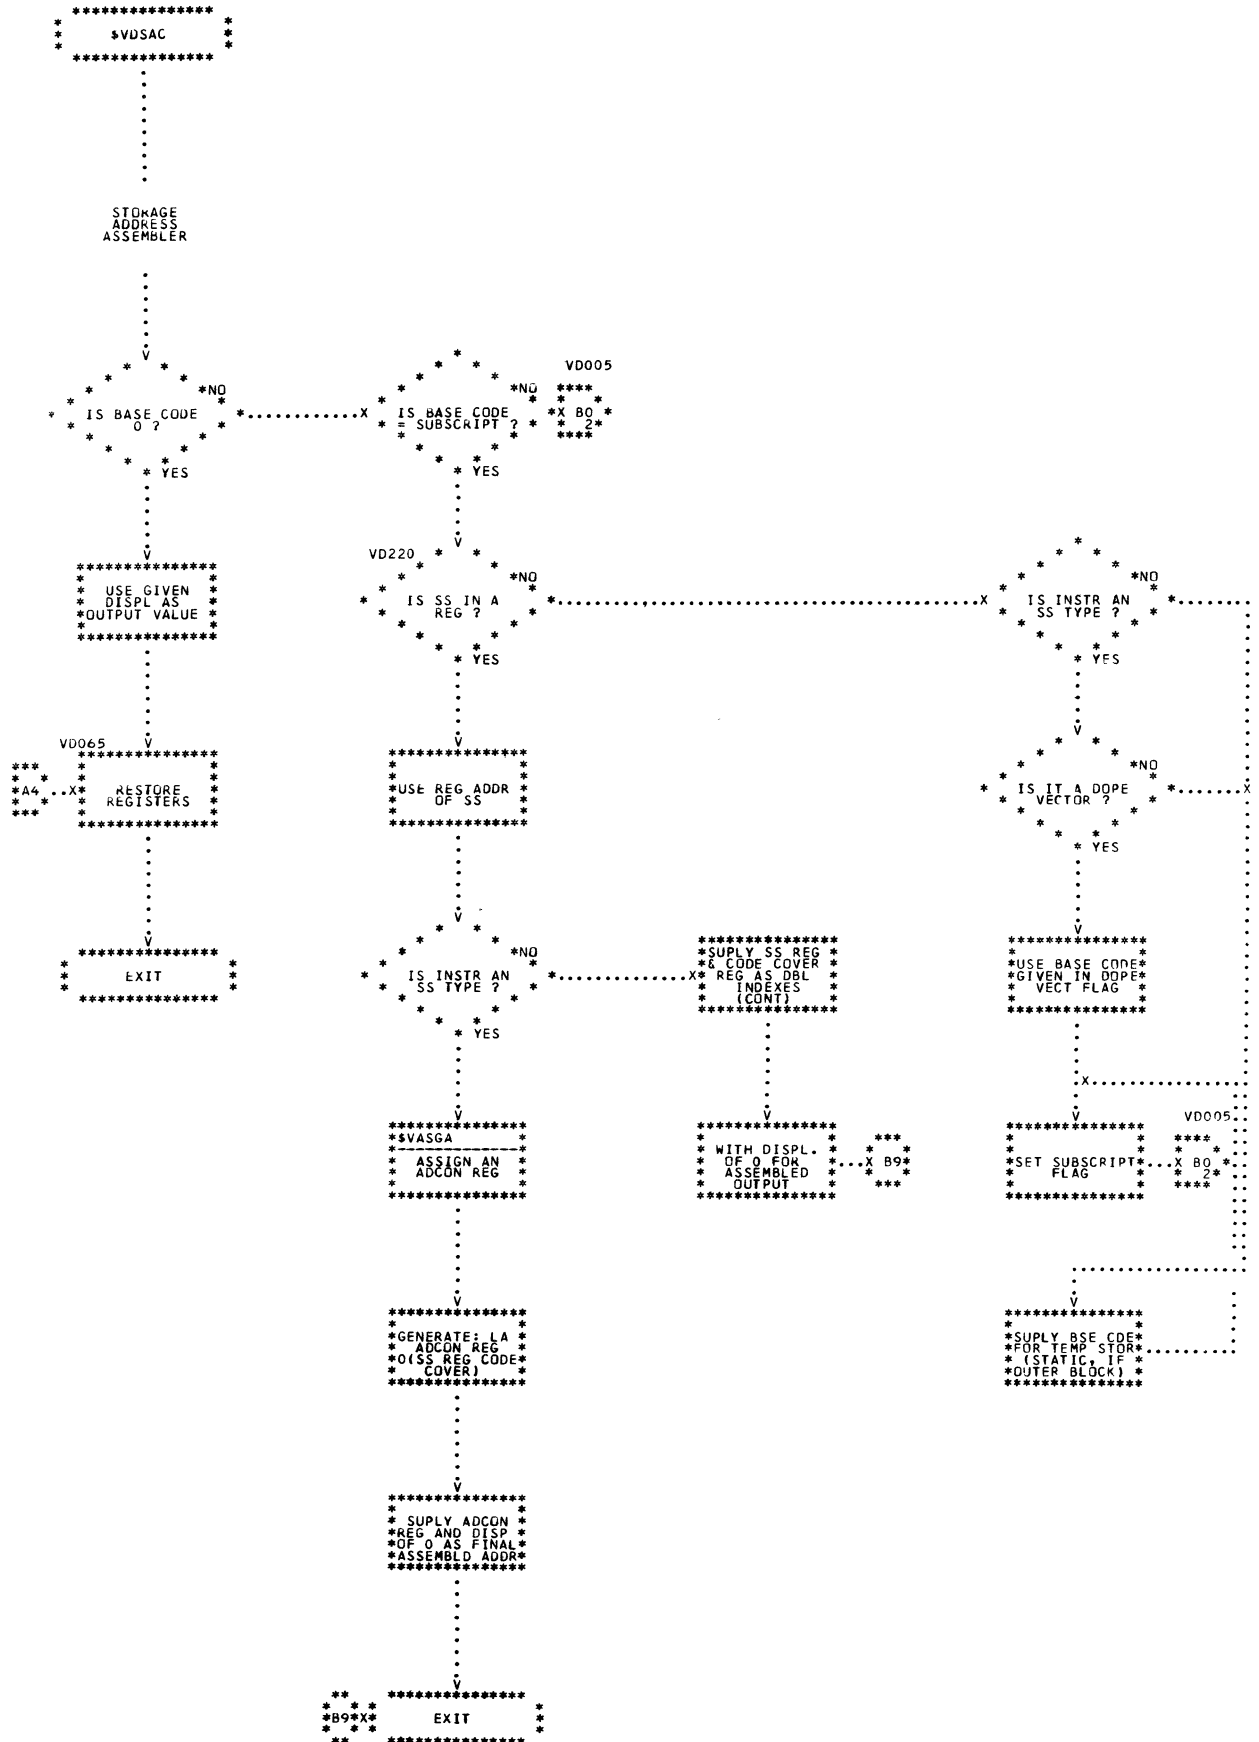 $VDSAC
STORAGE
ADDRESS
ASSEMBLER
IS BASE CODE
0 ?
NO
YES
IS BASE CODE
= SUBSCRIPT ?
NO
YES
VD005
B0
2
USE GIVEN
DISPL AS
OUTPUT VALUE
VD220
IS SS IN A
REG ?
NO
YES
IS INSTR AN
SS TYPE ?
NO
YES
VD065
A4
RESTORE
REGISTERS
USE REG ADDR
OF SS
IS IT A DOPE
VECTOR ?
NO
YES
EXIT
IS INSTR AN
SS TYPE ?
NO
YES
SUPLY SS REG
& CODE COVER
REG AS DBL
INDEXES
(CONT)
USE BASE CODE
GIVEN IN DOPE
VECT FLAG
$VASGA
ASSIGN AN
ADCON REG
WITH DISPL.
OF 0 FOR
ASSEMBLED
OUTPUT
B9
SET SUBSCRIPT
FLAG
VD005
B0
2
GENERATE: LA
ADCON REG
0(SS REG CODE
COVER)
SUPLY BSE CDE
FOR TEMP STOR
(STATIC, IF
OUTER BLOCK)
SUPLY ADCON
REG AND DISP
OF 0 AS FINAL
ASSEMBLD ADDR
B9
EXIT